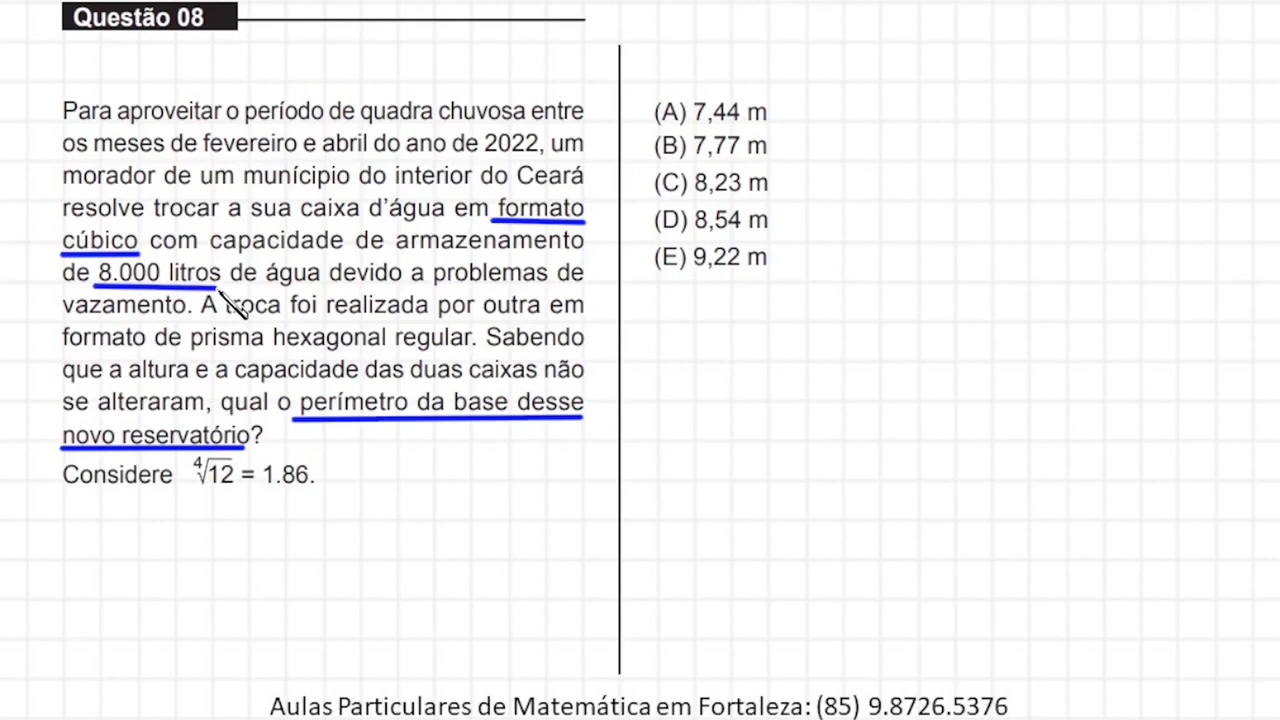 Questão 08
Para aproveitar o período de quadra chuvosa entre
os meses de fevereiro e abril do ano de 2022, um
morador de um munícipio do interior do Ceará
resolve trocar a sua caixa d’água em formato
cúbico com capacidade de armazenamento
de 8.000 litros de água devido a problemas de
vazamento. A troca foi realizada por outra em
formato de prisma hexagonal regular. Sabendo
que a altura e a capacidade das duas caixas não
se alteraram, qual o perímetro da base desse
novo reservatório?
Considere ∜12 = 1.86.
(A) 7,44 m
(B) 7,77 m
(C) 8,23 m
(D) 8,54 m
(E) 9,22 m
Aulas Particulares de Matemática em Fortaleza: (85) 9.8726.5376